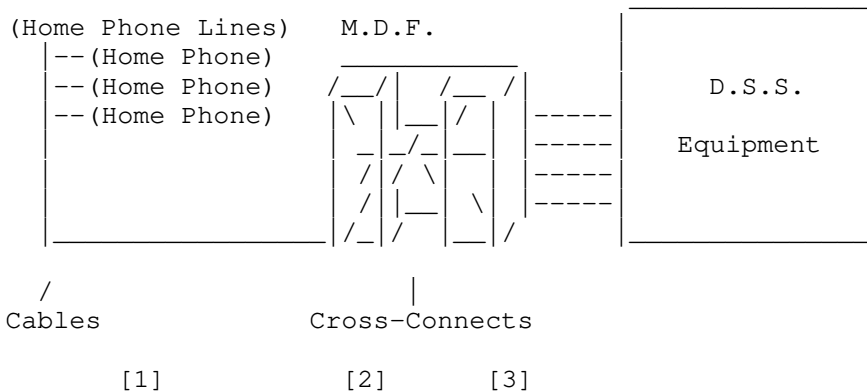 (Home Phone Lines) M.D.F.
|--(Home Phone)
|--(Home Phone) D.S.S.
|--(Home Phone)
Equipment
Cables Cross-Connects
[1] [2] [3]